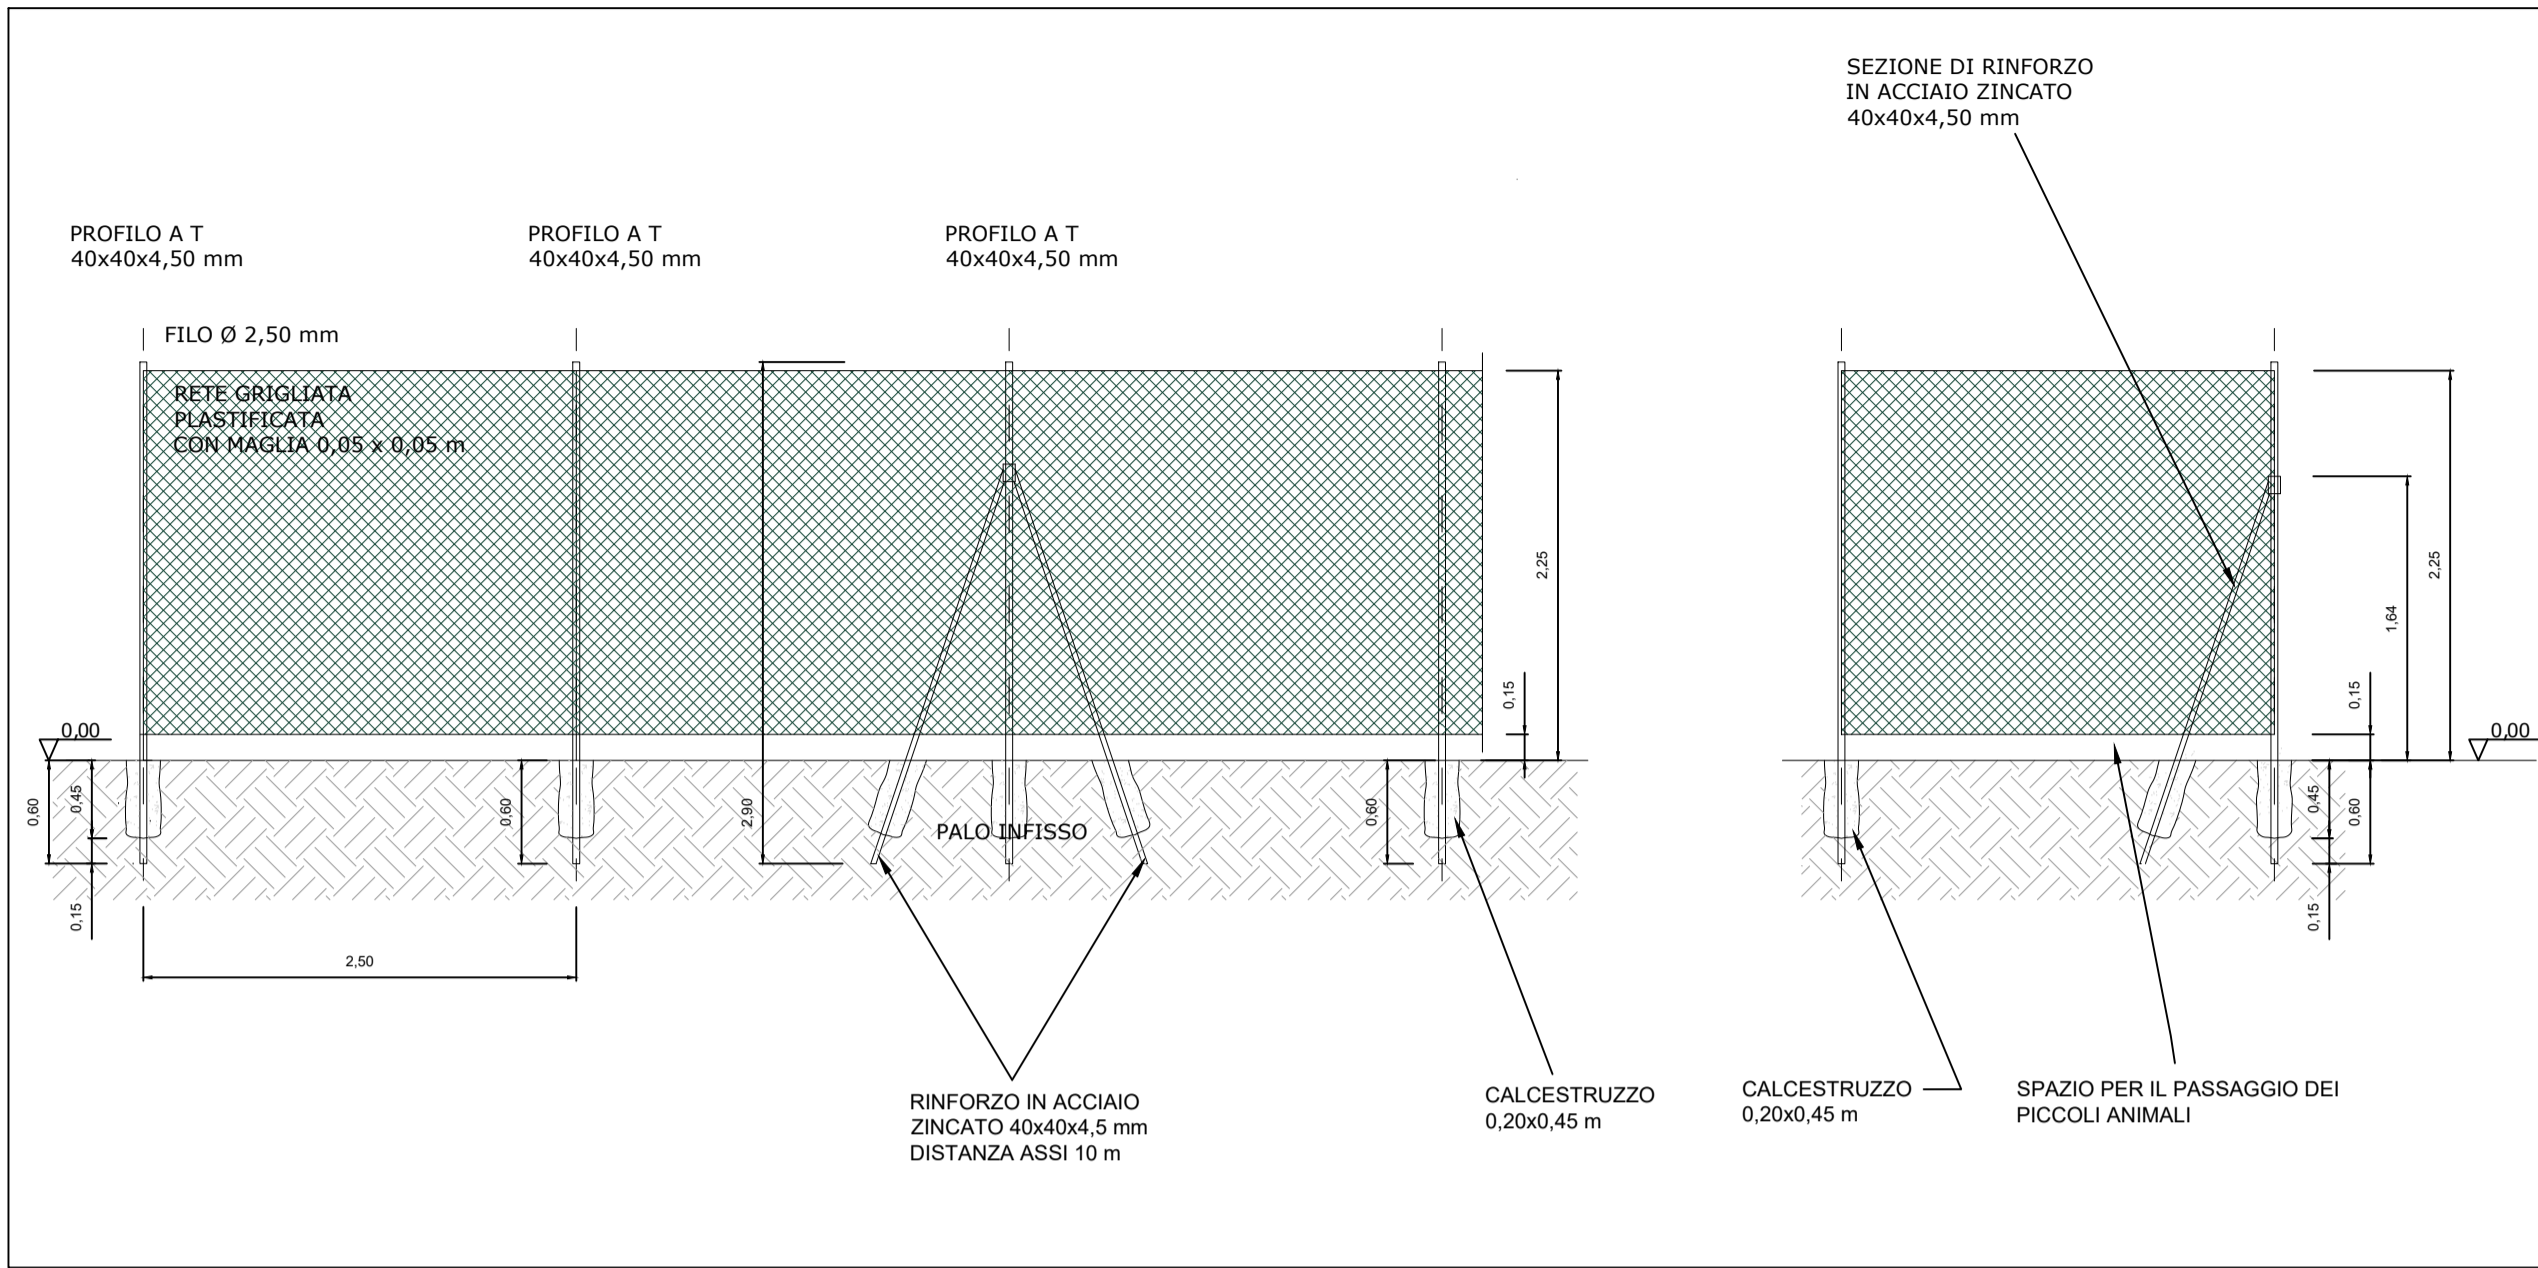 SEZIONE DI RINFORZO
IN ACCIAIO ZINCATO
40x40x4,50 mm
PROFILO A T
40x40x4,50 mm
PROFILO A T
40x40x4,50 mm
PROFILO A T
40x40x4,50 mm
FILO Ø 2,50 mm
RETE GRIGLIATA
PLASTIFICATA
CON MAGLIA 0,05 x 0,05 m
2,25
2,25
1,64
0,15
0,15
0,00
0,00
0,60
0,45
0,60
2,90
PALO INFISSO
0,60
0,45
0,60
0,15
0,15
2,50
RINFORZO IN ACCIAIO
ZINCATO 40x40x4,5 mm
DISTANZA ASSI 10 m
CALCESTRUZZO
0,20x0,45 m
CALCESTRUZZO
0,20x0,45 m
SPAZIO PER IL PASSAGGIO DEI
PICCOLI ANIMALI